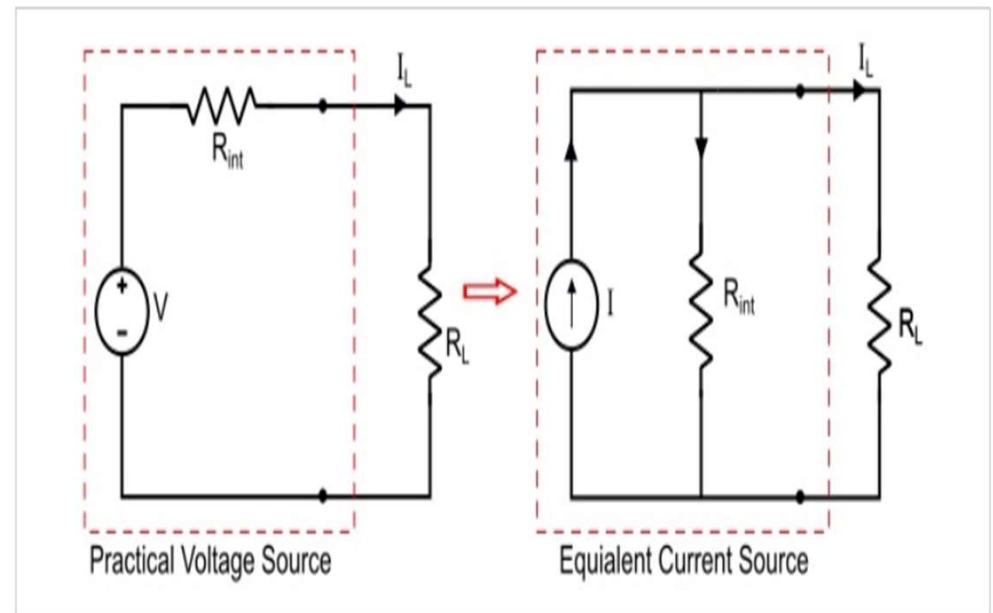 I_L
R_int
+
V
-
R_L
Practical Voltage Source
I_L
I
R_int
R_L
Equialent Current Source